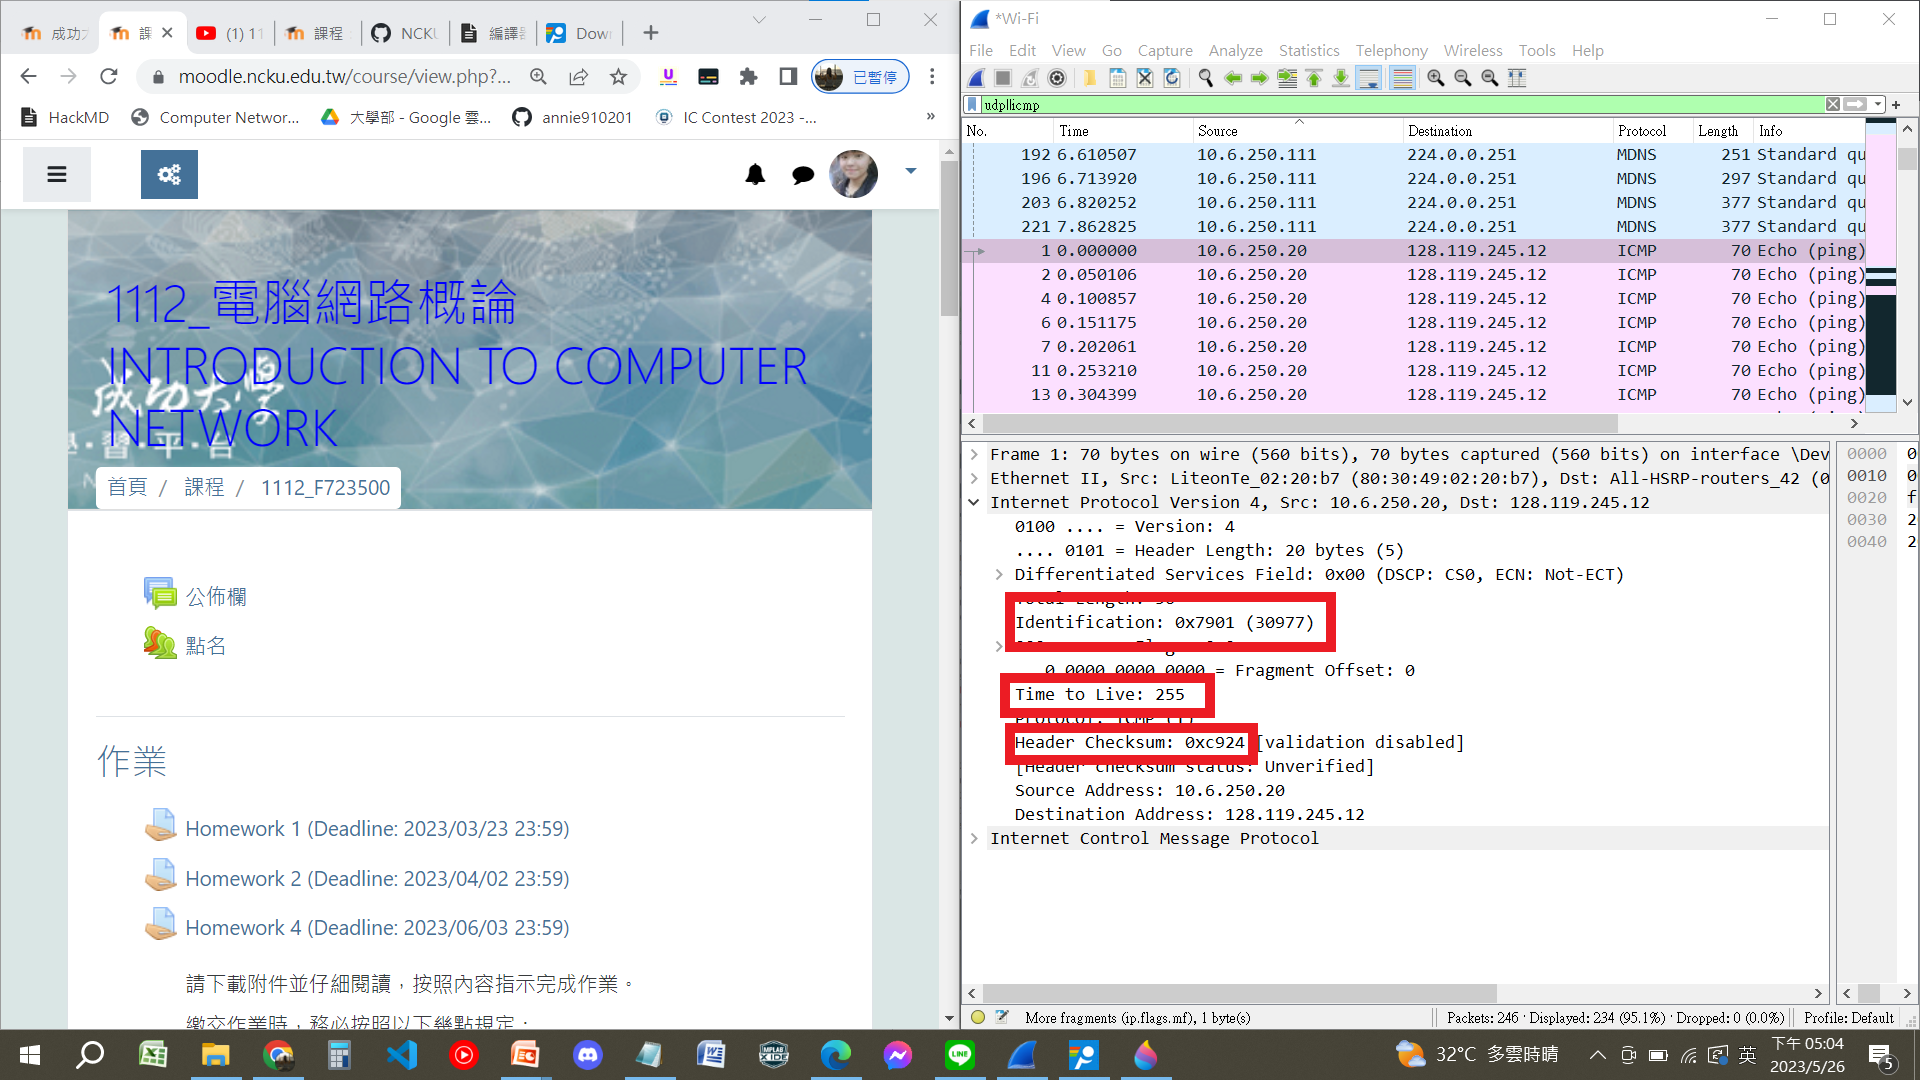 成功大
課
(1) 11
課程
NCKU
編譯器
Down
moodle.ncku.edu.tw/course/view.php?...
已暫停
HackMD
Computer Networ...
大學部 - Google 雲...
annie910201
IC Contest 2023 -...
»
1112_電腦網路概論
INTRODUCTION TO COMPUTER
NETWORK
成功大學
學·習·平·台
首頁 / 課程 / 1112_F723500
公佈欄
點名
作業
Homework 1 (Deadline: 2023/03/23 23:59)
Homework 2 (Deadline: 2023/04/02 23:59)
Homework 4 (Deadline: 2023/06/03 23:59)
請下載附件並仔細閱讀，按照內容指示完成作業。
繳交作業時，務必按照以下幾點規定：
*Wi-Fi
File Edit View Go Capture Analyze Statistics Telephony Wireless Tools Help
udp||icmp
No. Time Source Destination Protocol Length Info
192 6.610507 10.6.250.111 224.0.0.251 MDNS 251 Standard qu
196 6.713920 10.6.250.111 224.0.0.251 MDNS 297 Standard qu
203 6.820252 10.6.250.111 224.0.0.251 MDNS 377 Standard qu
221 7.862825 10.6.250.111 224.0.0.251 MDNS 377 Standard qu
1 0.000000 10.6.250.20 128.119.245.12 ICMP 70 Echo (ping)
2 0.050106 10.6.250.20 128.119.245.12 ICMP 70 Echo (ping)
4 0.100857 10.6.250.20 128.119.245.12 ICMP 70 Echo (ping)
6 0.151175 10.6.250.20 128.119.245.12 ICMP 70 Echo (ping)
7 0.202061 10.6.250.20 128.119.245.12 ICMP 70 Echo (ping)
11 0.253210 10.6.250.20 128.119.245.12 ICMP 70 Echo (ping)
13 0.304399 10.6.250.20 128.119.245.12 ICMP 70 Echo (ping)
Frame 1: 70 bytes on wire (560 bits), 70 bytes captured (560 bits) on interface \Dev
Ethernet II, Src: LiteonTe_02:20:b7 (80:30:49:02:20:b7), Dst: All-HSRP-routers_42 (0
Internet Protocol Version 4, Src: 10.6.250.20, Dst: 128.119.245.12
0100 .... = Version: 4
.... 0101 = Header Length: 20 bytes (5)
Differentiated Services Field: 0x00 (DSCP: CS0, ECN: Not-ECT)
Total Length: 56
Identification: 0x7901 (30977)
...0 0000 0000 0000 = Fragment Offset: 0
Time to Live: 255
Protocol: ICMP (1)
Header Checksum: 0xc924 [validation disabled]
[Header checksum status: Unverified]
Source Address: 10.6.250.20
Destination Address: 128.119.245.12
Internet Control Message Protocol
0000 0
0010 0
0020 f
0030 2
0040 2
More fragments (ip.flags.mf), 1 byte(s)
Packets: 246 · Displayed: 234 (95.1%) · Dropped: 0 (0.0%)
Profile: Default
32°C 多雲時晴
英
下午 05:04
2023/5/26
5